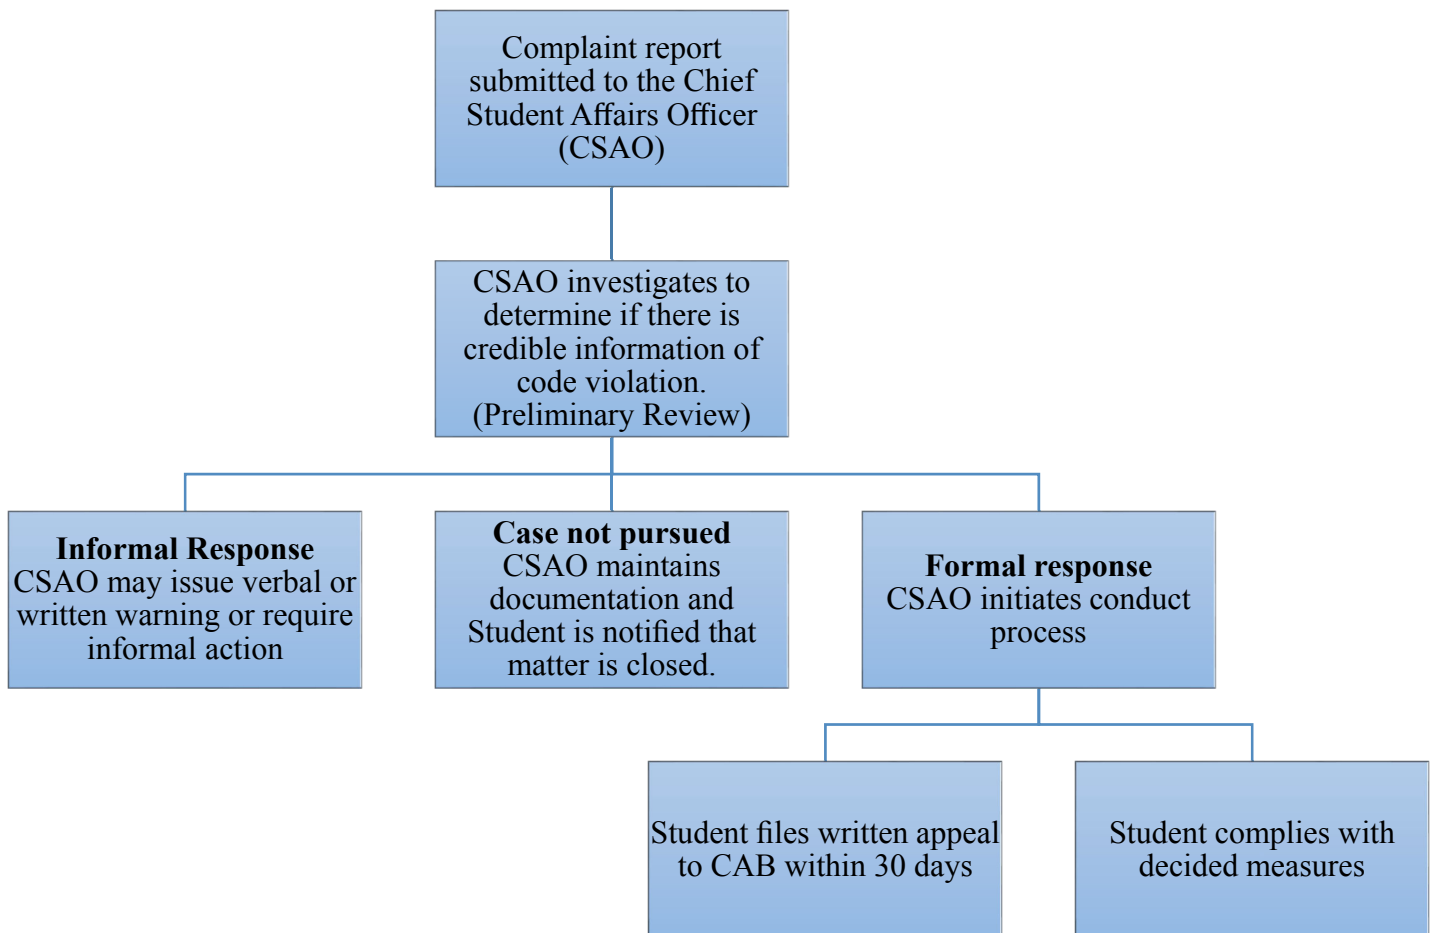 Complaint report
submitted to the Chief
Student Affairs Officer
(CSAO)
CSAO investigates to
determine if there is
credible information of
code violation.
(Preliminary Review)
Informal Response
CSAO may issue verbal or
written warning or require
informal action
Case not pursued
CSAO maintains
documentation and
Student is notified that
matter is closed.
Formal response
CSAO initiates conduct
process
Student files written appeal
to CAB within 30 days
Student complies with
decided measures